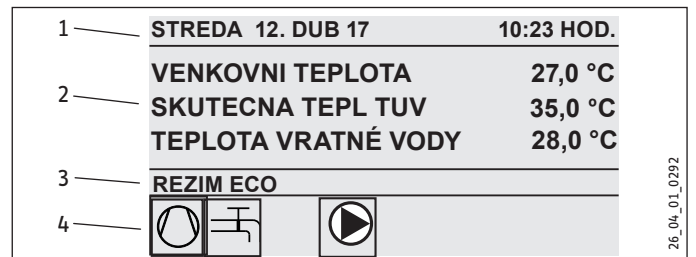 1 STREDA 12. DUB 17 10:23 HOD.
VENKOVNI TEPLOTA 27,0 °C
2 SKUTECNA TEPL TUV 35,0 °C
TEPLOTA VRATNÉ VODY 28,0 °C
3 REZIM ECO
4
26_04_01_0292